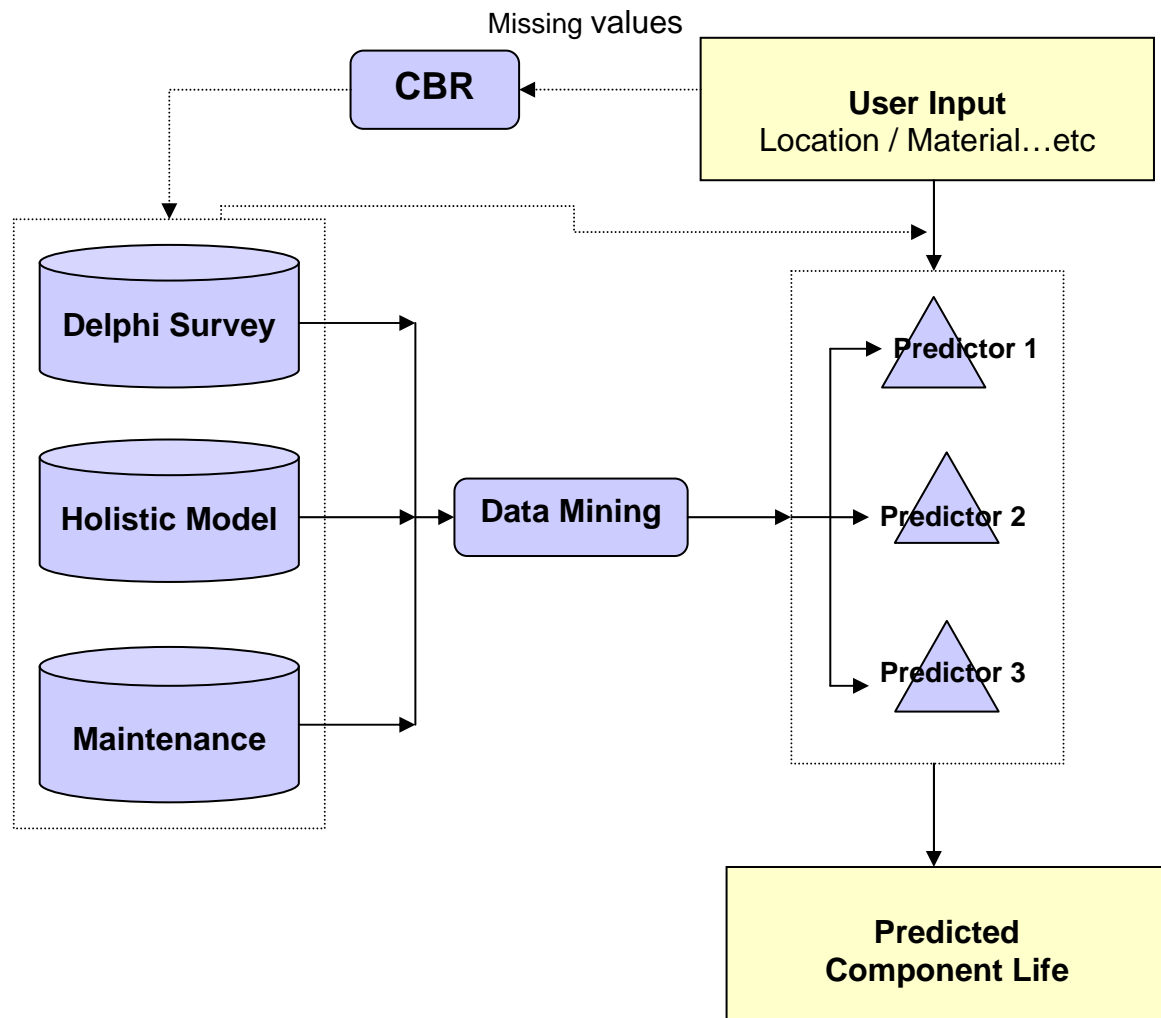 Missing values
CBR
User Input
Location / Material…etc
Delphi Survey
Predictor 1
Holistic Model
Data Mining
Predictor 2
Maintenance
Predictor 3
Predicted
Component Life